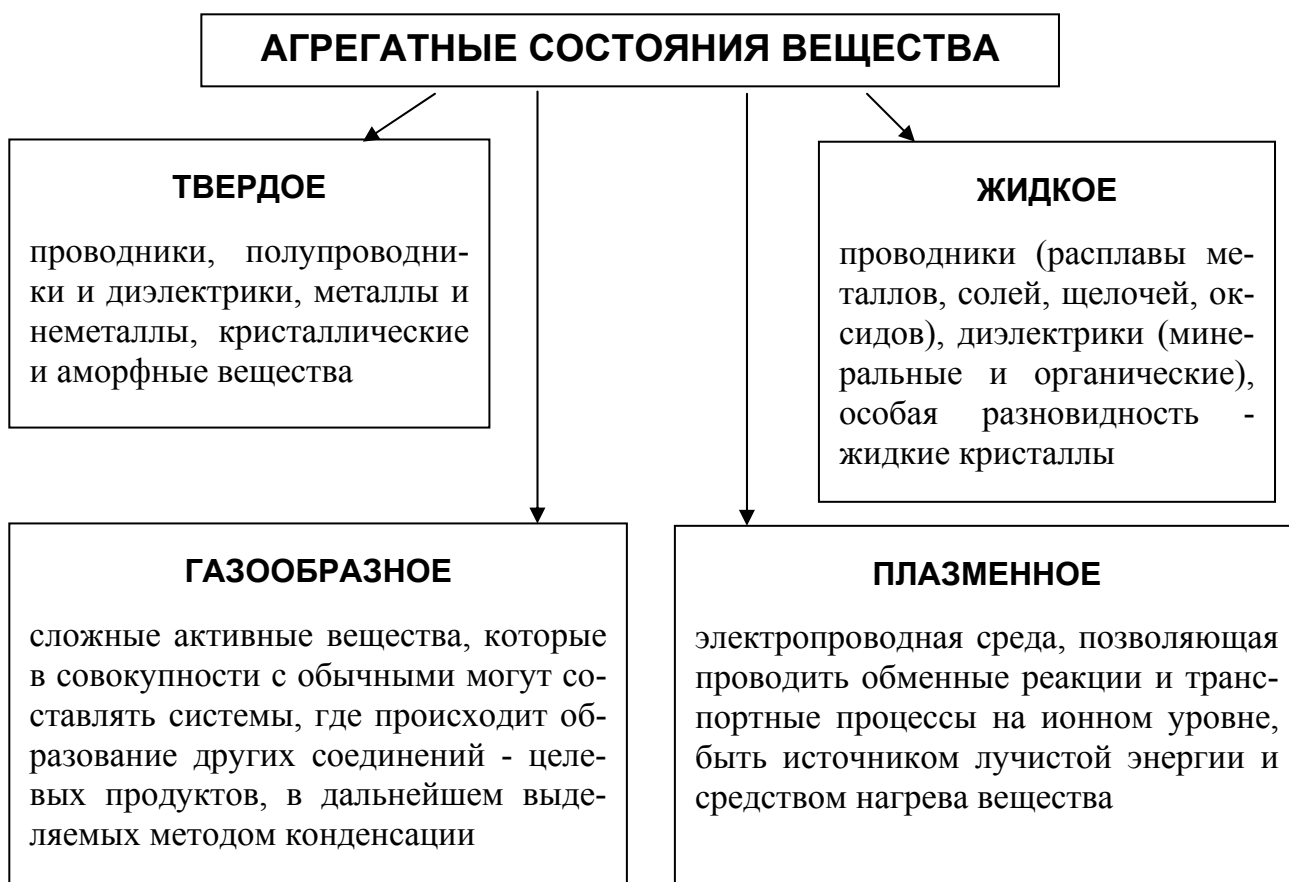 АГРЕГАТНЫЕ СОСТОЯНИЯ ВЕЩЕСТВА
ТВЕРДОЕ
проводники, полупроводни-
ки и диэлектрики, металлы и
неметаллы, кристаллические
и аморфные вещества
ЖИДКОЕ
проводники (расплавы ме-
таллов, солей, щелочей, ок-
сидов), диэлектрики (мине-
ральные и органические),
особая разновидность -
жидкие кристаллы
ГАЗООБРАЗНОЕ
сложные активные вещества, которые
в совокупности с обычными могут со-
ставлять системы, где происходит об-
разование других соединений - целе-
вых продуктов, в дальнейшем выде-
ляемых методом конденсации
ПЛАЗМЕННОЕ
электропроводная среда, позволяющая
проводить обменные реакции и транс-
портные процессы на ионном уровне,
быть источником лучистой энергии и
средством нагрева вещества